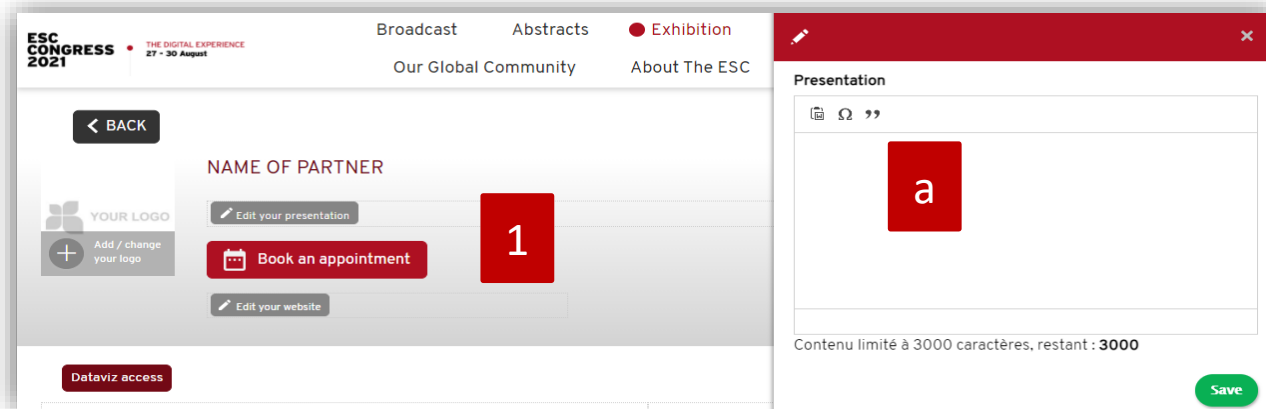 ESC
CONGRESS
2021
THE DIGITAL EXPERIENCE
27 - 30 August
Broadcast
Abstracts
Exhibition
Our Global Community
About The ESC
BACK
NAME OF PARTNER
YOUR LOGO
Add / change
your logo
Edit your presentation
1
Book an appointment
Edit your website
Dataviz access
Presentation
Ω ”
a
Contenu limité à 3000 caractères, restant : 3000
Save